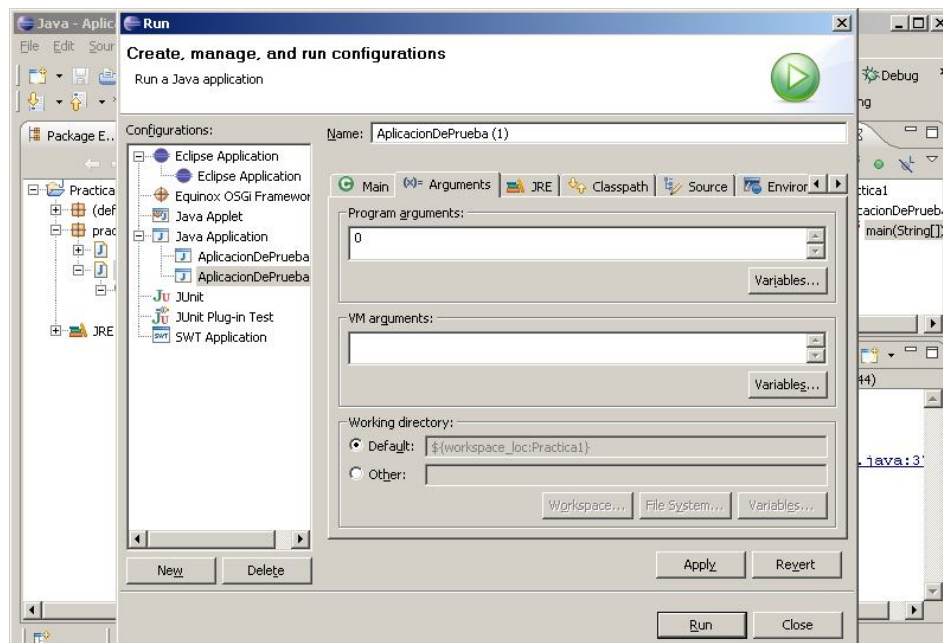 Java - Aplic
File Edit Sour
Package E...
Practica
(def
prac
JRE
Run
Create, manage, and run configurations
Run a Java application
Configurations:
Eclipse Application
Eclipse Application
Equinox OSGi Framewor
Java Applet
Java Application
AplicacionDePrueba
AplicacionDePrueba
JUnit
JUnit Plug-in Test
SWT Application
New Delete
Name: AplicacionDePrueba (1)
Main (x)= Arguments JRE Classpath Source Environ
Program arguments:
0
Variables...
VM arguments:
Variables...
Working directory:
Default: ${workspace_loc:Practica1}
Other:
Workspace... File System... Variables...
Apply Revert
Run Close
Debug
ng
ctica1
cacionDePrueba
main(String[])
44)
.java:37